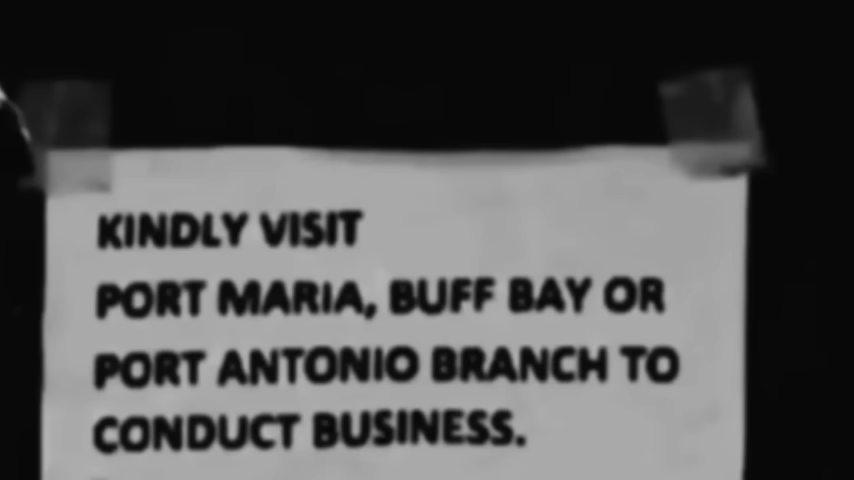 KINDLY VISIT
PORT MARIA, BUFF BAY OR
PORT ANTONIO BRANCH TO
CONDUCT BUSINESS.